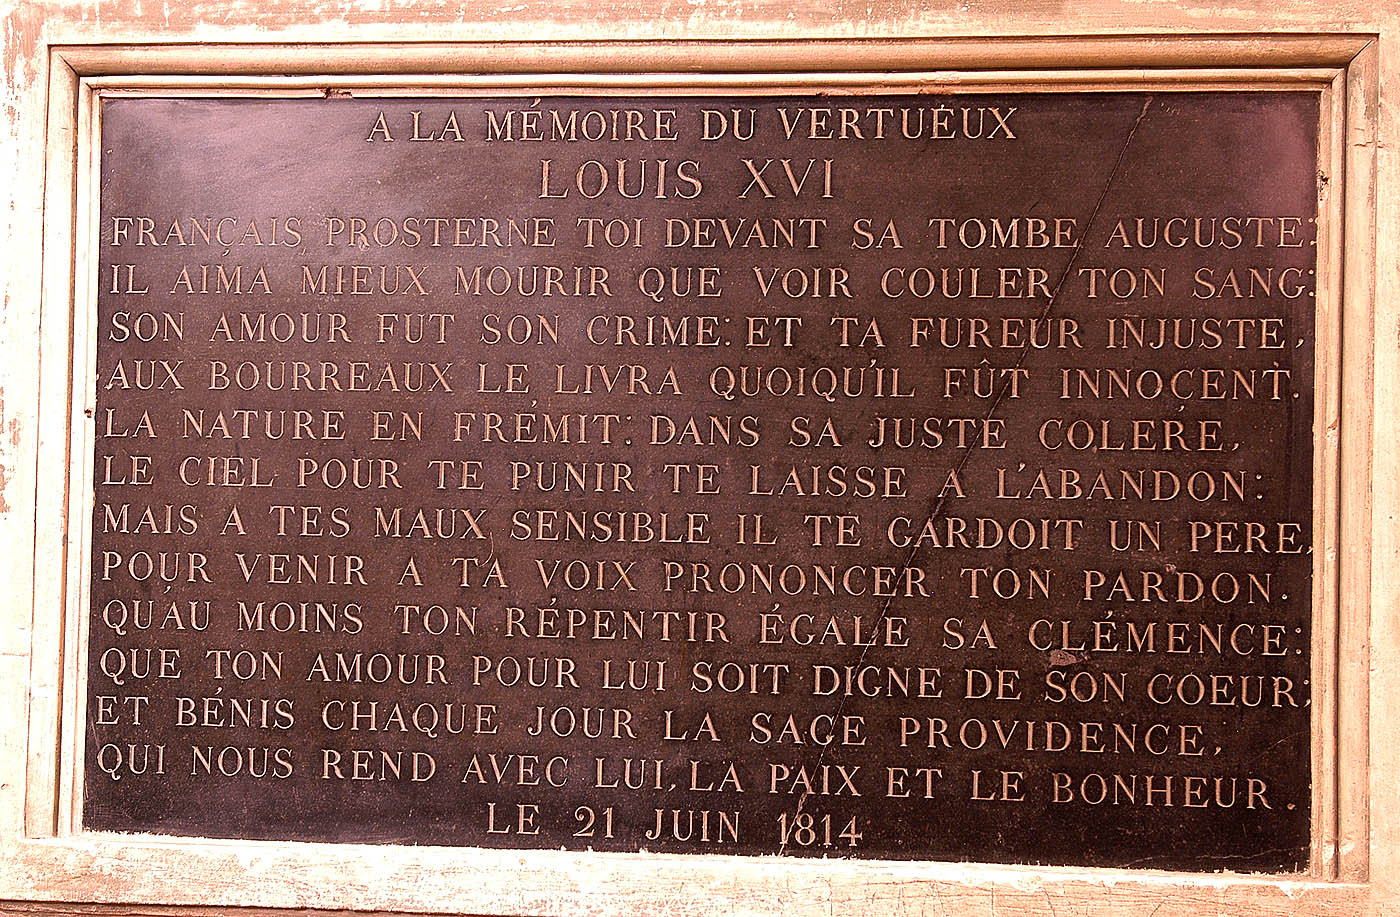 A LA MÉMOIRE DU VERTUEUX
LOUIS XVI
FRANÇAIS, PROSTERNE TOI DEVANT SA TOMBE AUGUSTE:
IL AIMA MIEUX MOURIR QUE VOIR COULER TON SANG:
SON AMOUR FUT SON CRIME: ET TA FUREUR INJUSTE,
AUX BOURREAUX LE LIVRA QUOIQU'IL FÛT INNOCENT.
LA NATURE EN FRÉMIT: DANS SA JUSTE COLERE,
LE CIEL POUR TE PUNIR TE LAISSE A L'ABANDON:
MAIS A TES MAUX SENSIBLE IL TE GARDOIT UN PERE,
POUR VENIR A TA VOIX PRONONCER TON PARDON.
QU'AU MOINS TON RÉPENTIR ÉGALE SA CLÉMENCE:
QUE TON AMOUR POUR LUI SOIT DIGNE DE SON COEUR;
ET BÉNIS CHAQUE JOUR LA SAGE PROVIDENCE,
QUI NOUS REND AVEC LUI, LA PAIX ET LE BONHEUR.
LE 21 JUIN 1814